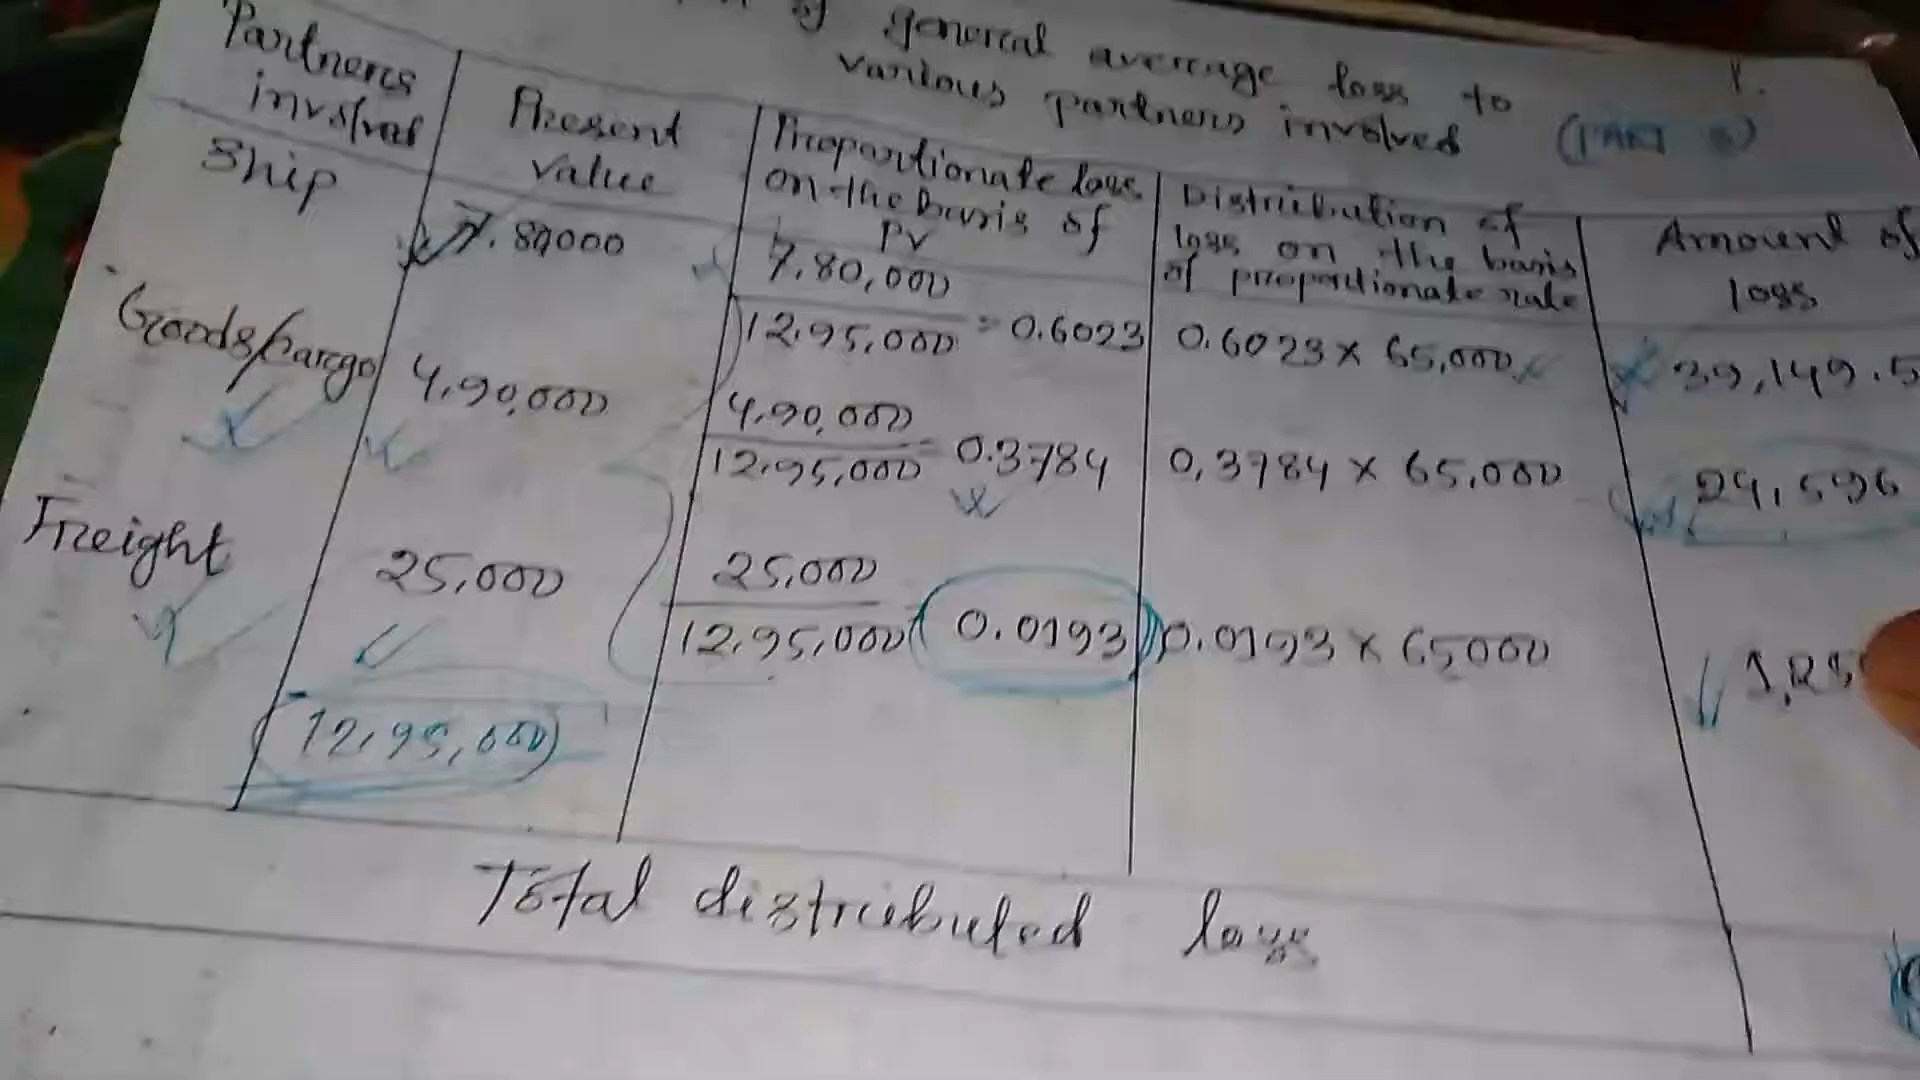 of general average loss to
various partners involved
Partners
involved
Present
value
Proportionate loss
on the basis of
PV
Distribution of
loss on the basis
of proportionate rate
Amount of
loss
Ship
7,80,000
12,95,000 = 0.6023
0.6023 x 65,000
39,149.5
Goods/Cargo
4,90,000
4,90,000
12,95,000 = 0.3784
0.3784 x 65,000
24,596
Freight
25,000
25,000
12,95,000 0.0193
0.0193 x 65000
12,95,000
Total distributed loss